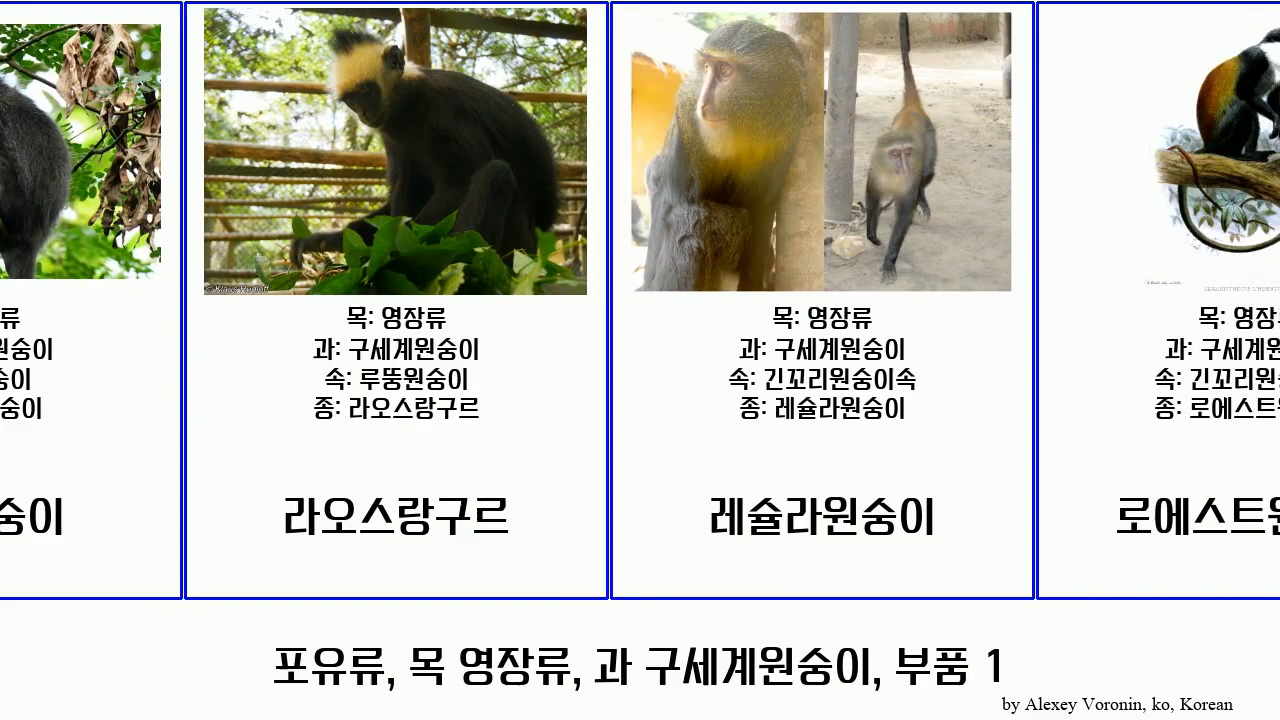 © Klaus Rudloff
류
원숭이
숭이
숭이
숭이
목: 영장류
과: 구세계원숭이
속: 루뚱원숭이
종: 라오스랑구르
라오스랑구르
목: 영장류
과: 구세계원숭이
속: 긴꼬리원숭이속
종: 레슐라원숭이
레슐라원숭이
목: 영장
과: 구세계원
속: 긴꼬리원
종: 로에스트
로에스트원
포유류, 목 영장류, 과 구세계원숭이, 부품 1
by Alexey Voronin, ko, Korean